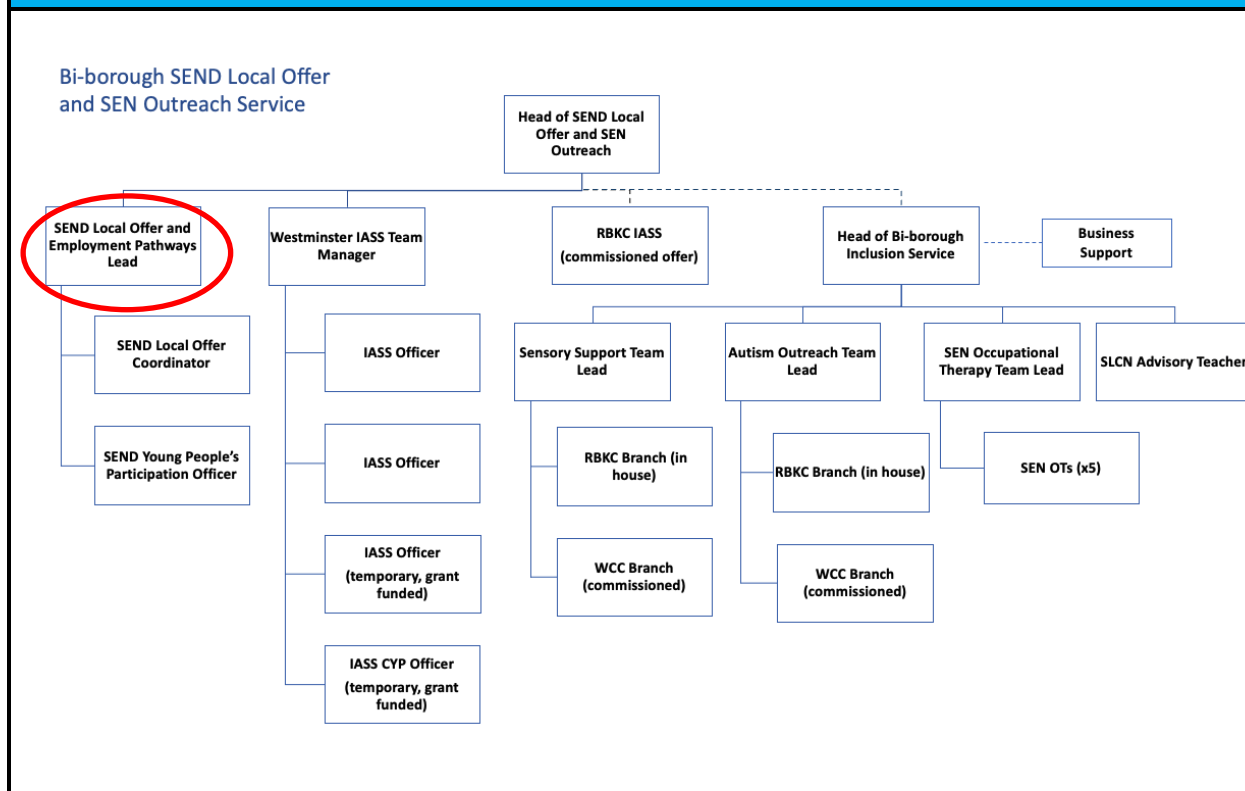 Bi-borough SEND Local Offer
and SEN Outreach Service
Head of SEND Local
Offer and SEN
Outreach
SEND Local Offer and
Employment Pathways
Lead
Westminster IASS Team
Manager
RBKC IASS
(commissioned offer)
Head of Bi-borough
Inclusion Service
Business
Support
SEND Local Offer
Coordinator
IASS Officer
Sensory Support Team
Lead
Autism Outreach Team
Lead
SEN Occupational
Therapy Team Lead
SLCN Advisory Teacher
SEND Young People's
Participation Officer
IASS Officer
RBKC Branch (in
house)
RBKC Branch (in house)
SEN OTs (x5)
IASS Officer
(temporary, grant
funded)
WCC Branch
(commissioned)
WCC Branch
(commissioned)
IASS CYP Officer
(temporary, grant
funded)